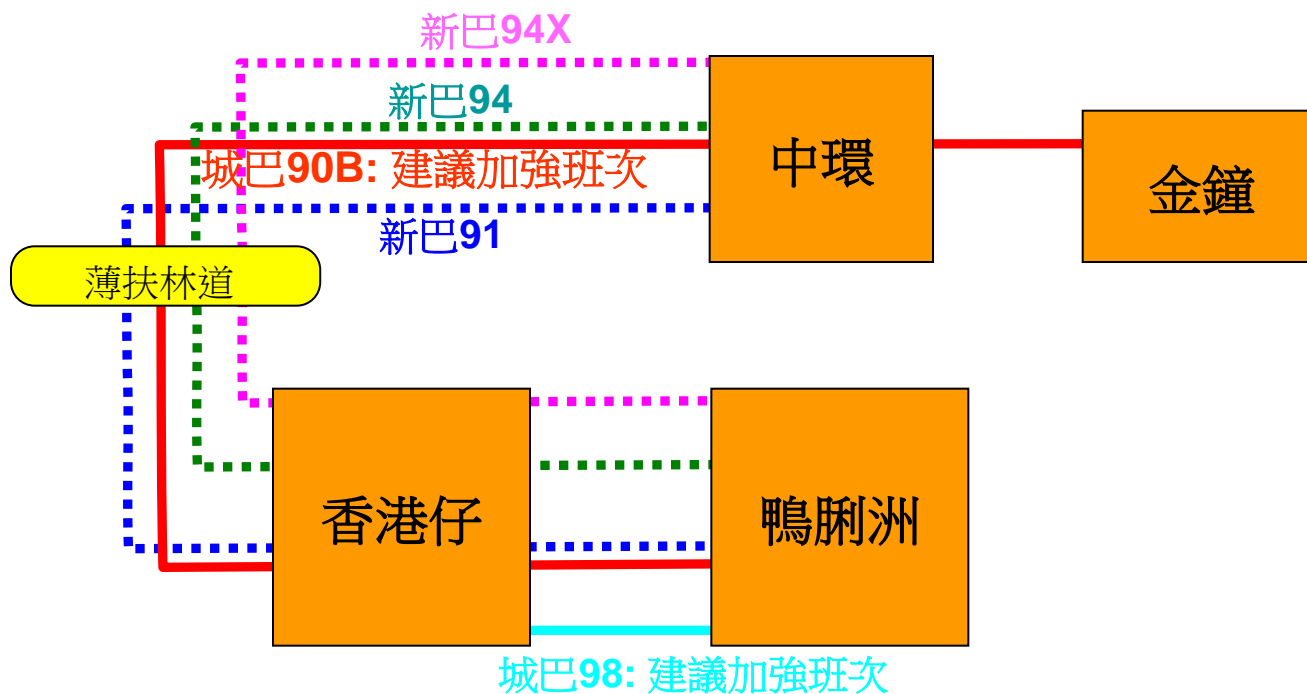 新巴94X
新巴94
中環
金鐘
城巴90B: 建議加強班次
新巴91
薄扶林道
香港仔
鴨脷洲
城巴98: 建議加強班次